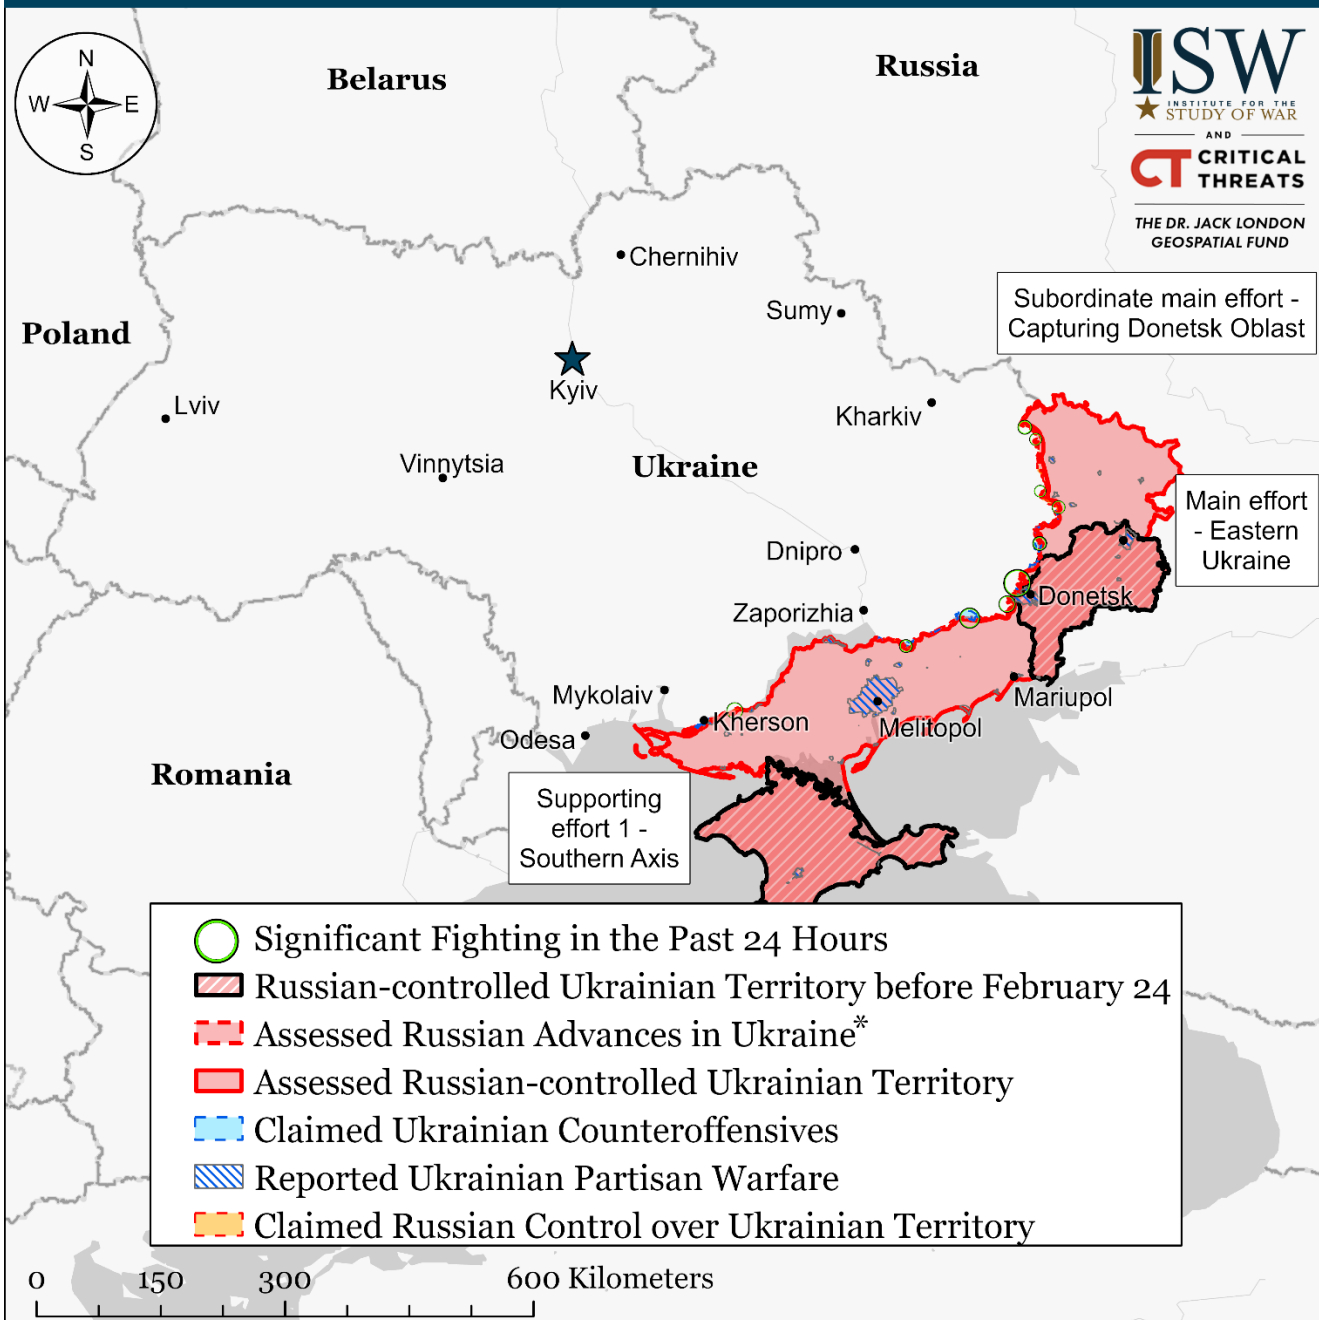 N
W
E
S
Belarus
Russia
ISW
INSTITUTE FOR THE
STUDY OF WAR
AND
CT CRITICAL
THREATS
THE DR. JACK LONDON
GEOSPATIAL FUND
Chernihiv
Subordinate main effort -
Capturing Donetsk Oblast
Sumy
Poland
Kyiv
Lviv
Kharkiv
Vinnytsia
Ukraine
Main effort
- Eastern
Ukraine
Dnipro
Donetsk
Zaporizhia
Mykolaiv
Mariupol
Kherson
Melitopol
Odesa
Romania
Supporting
effort 1 -
Southern Axis
Significant Fighting in the Past 24 Hours
Russian-controlled Ukrainian Territory before February 24
Assessed Russian Advances in Ukraine*
Assessed Russian-controlled Ukrainian Territory
Claimed Ukrainian Counteroffensives
Reported Ukrainian Partisan Warfare
Claimed Russian Control over Ukrainian Territory
0 150 300 600 Kilometers